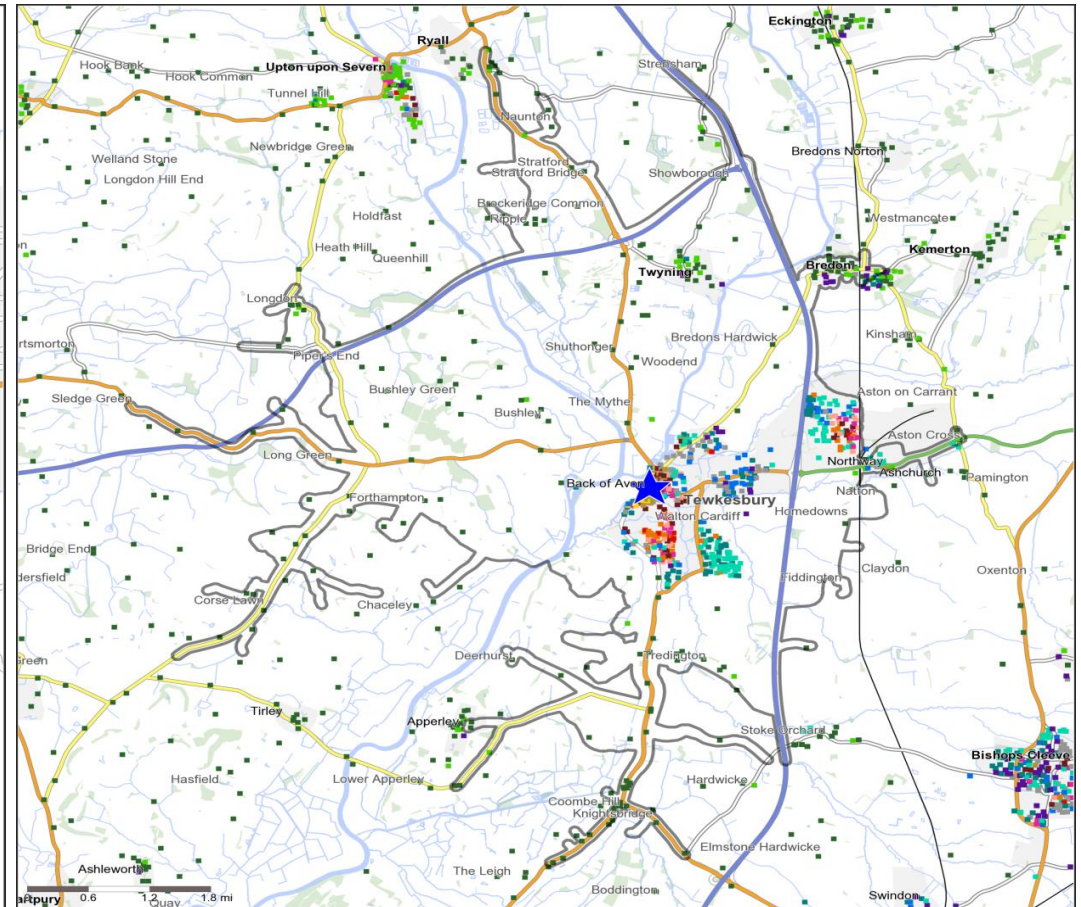 Eckington
Ryall
Hook Bank
Hook Common
Upton upon Severn
Strensham
Tunnel Hill
Naunton
Newbridge Green
Bredons Norton
Welland Stone
Stratford
Longdon Hill End
Stratford Bridge
Showborough
Brockeridge Common
Holdfast
Ripple
Westmancote
Heath Hill
Kemerton
Queenhill
Twyning
Bredon
Longdon
Kinsham
rtsmorton
Bredons Hardwick
Piper's End
Shuthonger
Woodend
Bushley Green
Aston on Carrant
Sledge Green
Bushley
The Mythe
Aston Cross
Long Green
Northway
Ashchurch
Back of Avon
Pamington
Forthampton
Tewkesbury
Natton
Walton Cardiff
Homedowns
Bridge End
Claydon
Oxenton
dersfield
Fiddington
Corse Lawn
Chaceley
Green
Deerhurst
Tredington
Tirley
Apperley
Stoke Orchard
Bishops Cleeve
Hasfield
Lower Apperley
Hardwicke
Coombe Hill
Knightsbridge
Elmstone Hardwicke
Ashleworth
The Leigh
Boddington
0.6 1.2 1.8 mi
artpury
Quay
Swindon